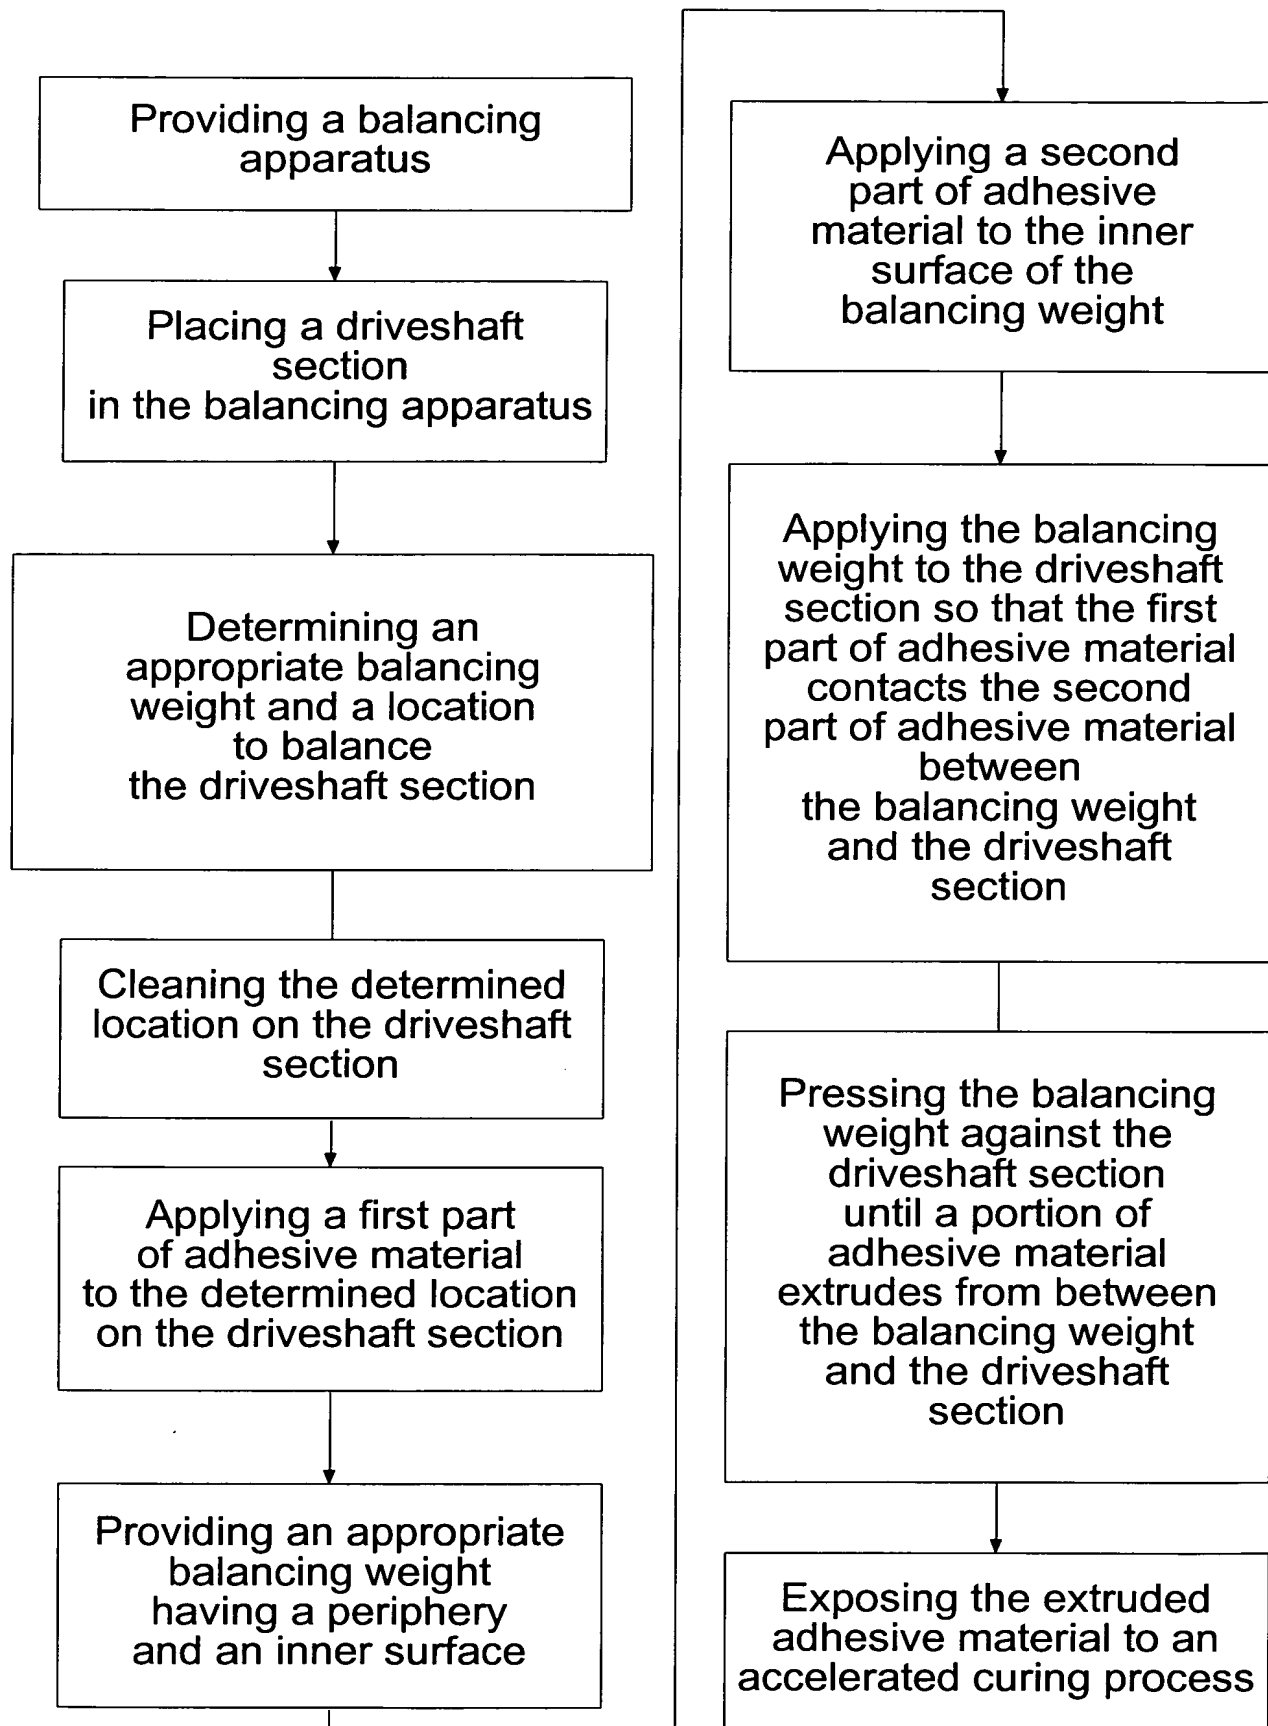 Providing a balancing
apparatus
Placing a driveshaft
section
in the balancing apparatus
Determining an
appropriate balancing
weight and a location
to balance
the driveshaft section
Cleaning the determined
location on the driveshaft
section
Applying a first part
of adhesive material
to the determined location
on the driveshaft section
Providing an appropriate
balancing weight
having a periphery
and an inner surface
Applying a second
part of adhesive
material to the inner
surface of the
balancing weight
Applying the balancing
weight to the driveshaft
section so that the first
part of adhesive material
contacts the second
part of adhesive material
between
the balancing weight
and the driveshaft
section
Pressing the balancing
weight against the
driveshaft section
until a portion of
adhesive material
extrudes from between
the balancing weight
and the driveshaft
section
Exposing the extruded
adhesive material to an
accelerated curing process